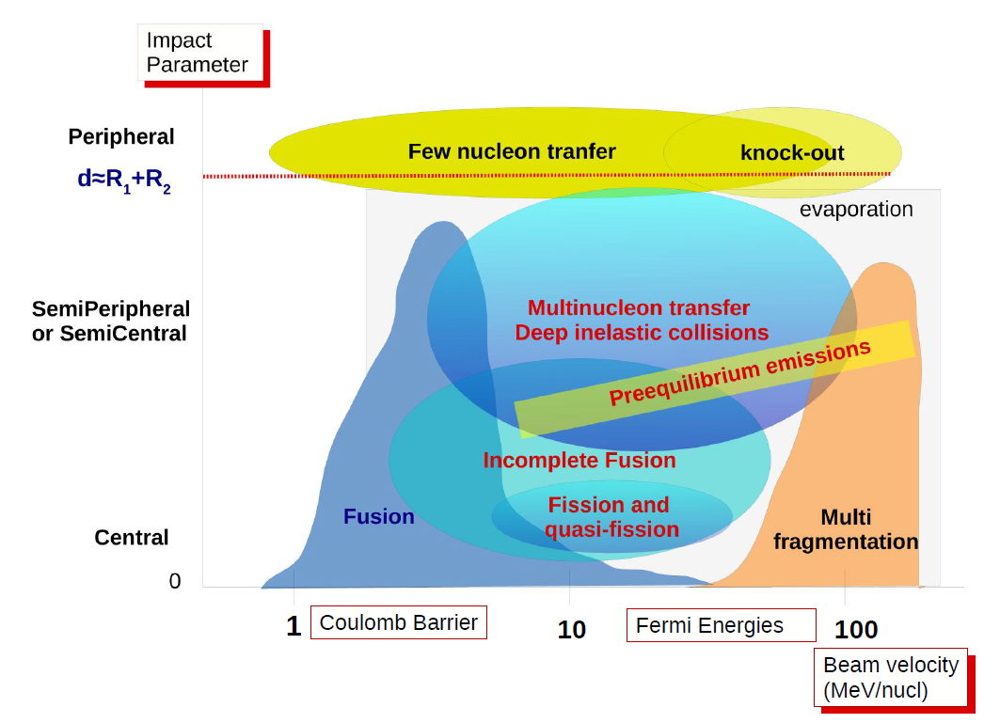 Impact
Parameter
Peripheral
d≈R1+R2
Few nucleon tranfer
knock-out
evaporation
SemiPeripheral
or SemiCentral
Multinucleon transfer
Deep inelastic collisions
Preequilibrium emissions
Incomplete Fusion
Fission and
quasi-fission
Fusion
Multi
fragmentation
Central
0
1
Coulomb Barrier
10
Fermi Energies
100
Beam velocity
(MeV/nucl)